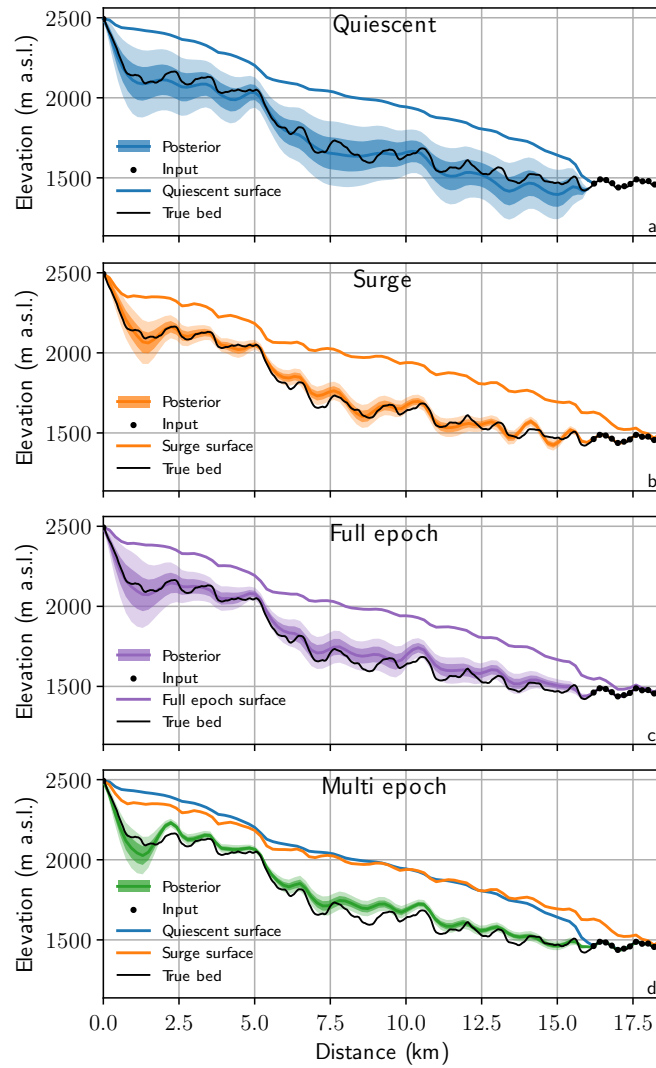 Quiescent
2500
2000
1500
Elevation (m a.s.l.)
Posterior
Input
Quiescent surface
True bed
a
Surge
2500
2000
1500
Elevation (m a.s.l.)
Posterior
Input
Surge surface
True bed
b
Full epoch
2500
2000
1500
Elevation (m a.s.l.)
Posterior
Input
Full epoch surface
True bed
c
Multi epoch
2500
2000
1500
Elevation (m a.s.l.)
Posterior
Input
Quiescent surface
Surge surface
True bed
d
0.0 2.5 5.0 7.5 10.0 12.5 15.0 17.5
Distance (km)